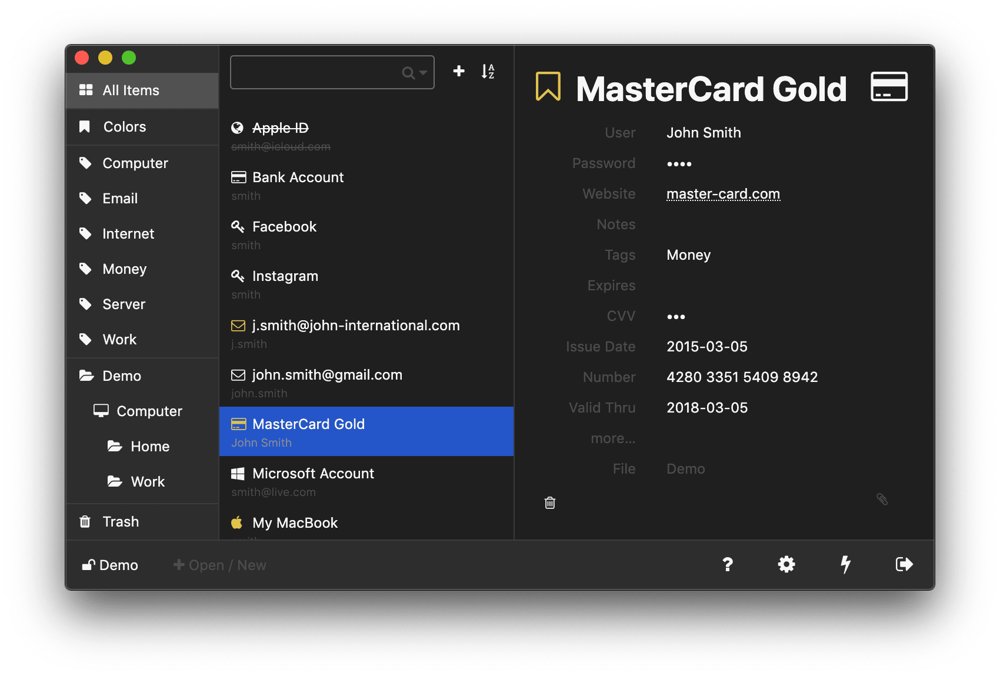 All Items
Colors
Computer
Email
Internet
Money
Server
Work
Demo
Computer
Home
Work
Trash
A
Z
Apple ID
smith@icloud.com
Bank Account
smith
Facebook
smith
Instagram
smith
j.smith@john-international.com
j.smith
john.smith@gmail.com
john.smith
MasterCard Gold
John Smith
Microsoft Account
smith@live.com
My MacBook
MasterCard Gold
User John Smith
Password ••••
Website master-card.com
Notes
Tags Money
Expires
CVV •••
Issue Date 2015-03-05
Number 4280 3351 5409 8942
Valid Thru 2018-03-05
more...
File Demo
Demo
+ Open / New
?